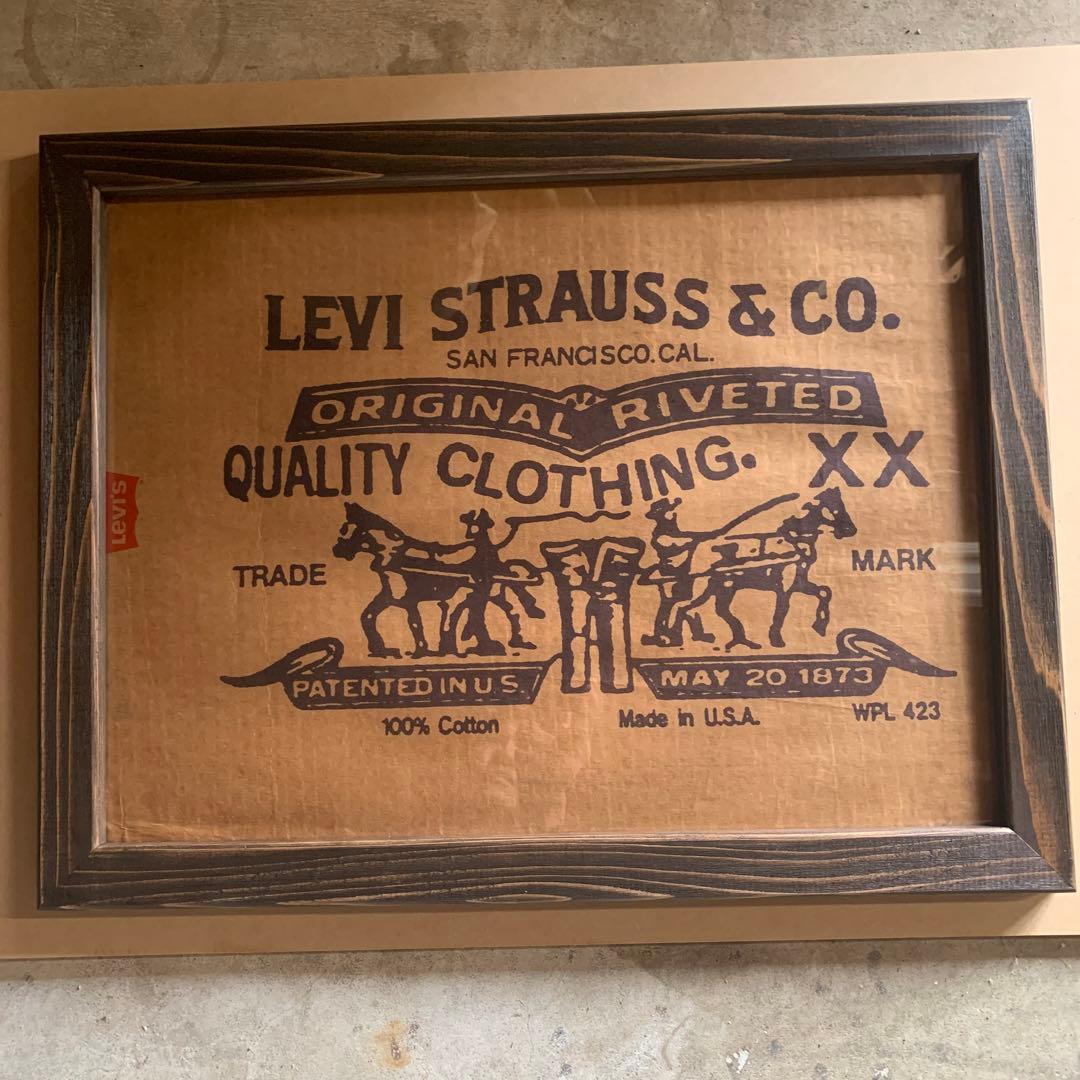 LEVI STRAUSS & CO.
SAN FRANCISCO. CAL.
ORIGINAL RIVETED
QUALITY CLOTHING. XX
Levi's
TRADE MARK
PATENTED IN U.S. MAY 20 1873
100% Cotton Made in U.S.A. WPL 423